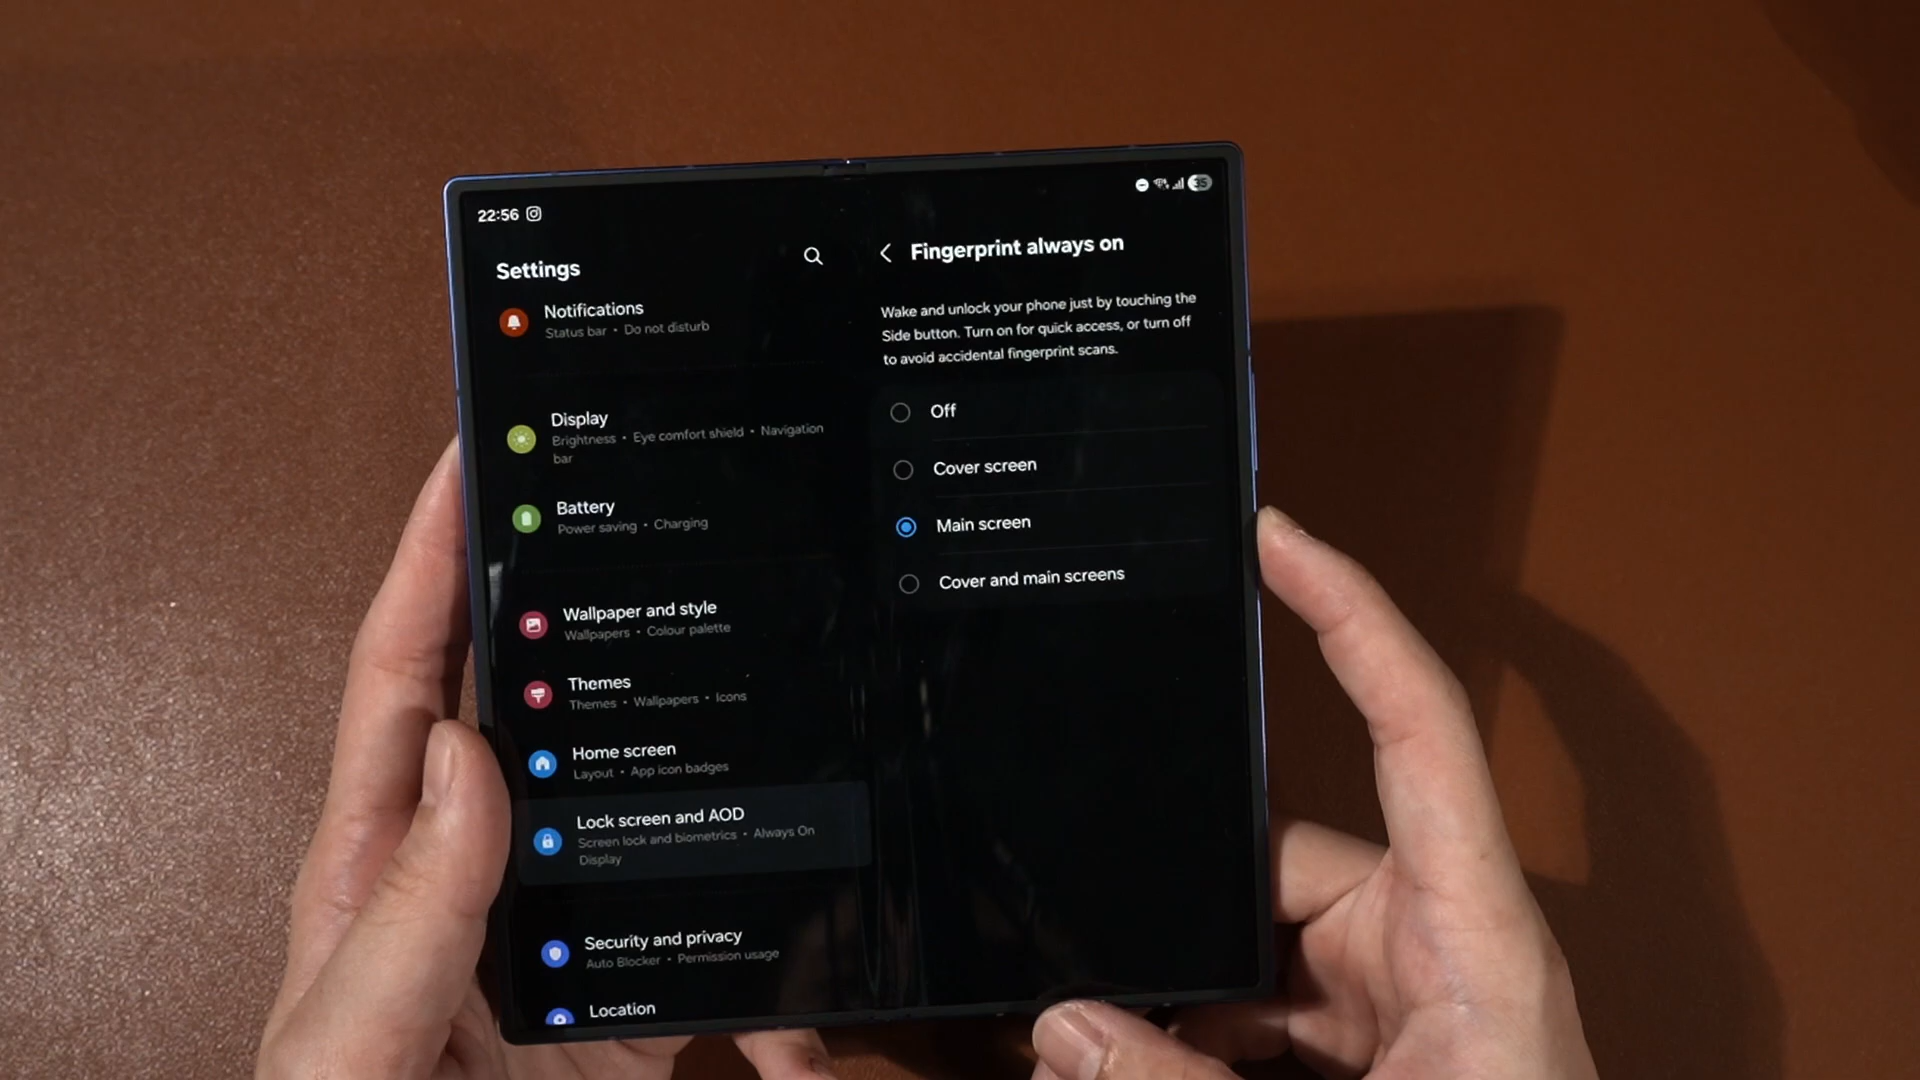 22:56
35
Settings
Notifications
Status bar • Do not disturb
Display
Brightness • Eye comfort shield • Navigation
bar
Battery
Power saving • Charging
Wallpaper and style
Wallpapers • Colour palette
Themes
Themes • Wallpapers • Icons
Home screen
Layout • App icon badges
Lock screen and AOD
Screen lock and biometrics • Always On
Display
Security and privacy
Auto Blocker • Permission usage
Location
Fingerprint always on
Wake and unlock your phone just by touching the
Side button. Turn on for quick access, or turn off
to avoid accidental fingerprint scans.
Off
Cover screen
Main screen
Cover and main screens